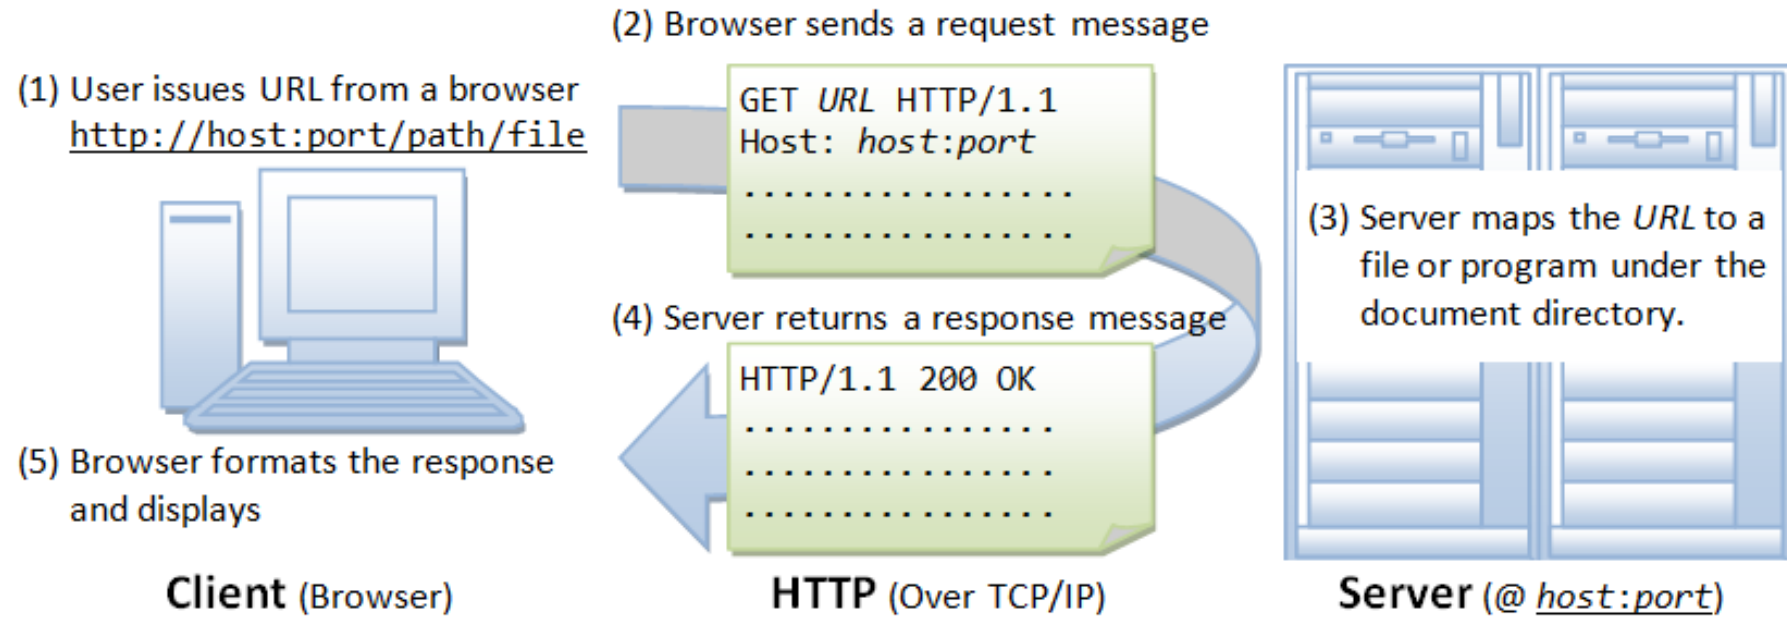 (1) User issues URL from a browser
http://host:port/path/file
(2) Browser sends a request message
GET URL HTTP/1.1
Host: host:port
.................
.................
(3) Server maps the URL to a
file or program under the
document directory.
(4) Server returns a response message
HTTP/1.1 200 OK
................
................
................
(5) Browser formats the response
and displays
Client (Browser)
HTTP (Over TCP/IP)
Server (@ host:port)